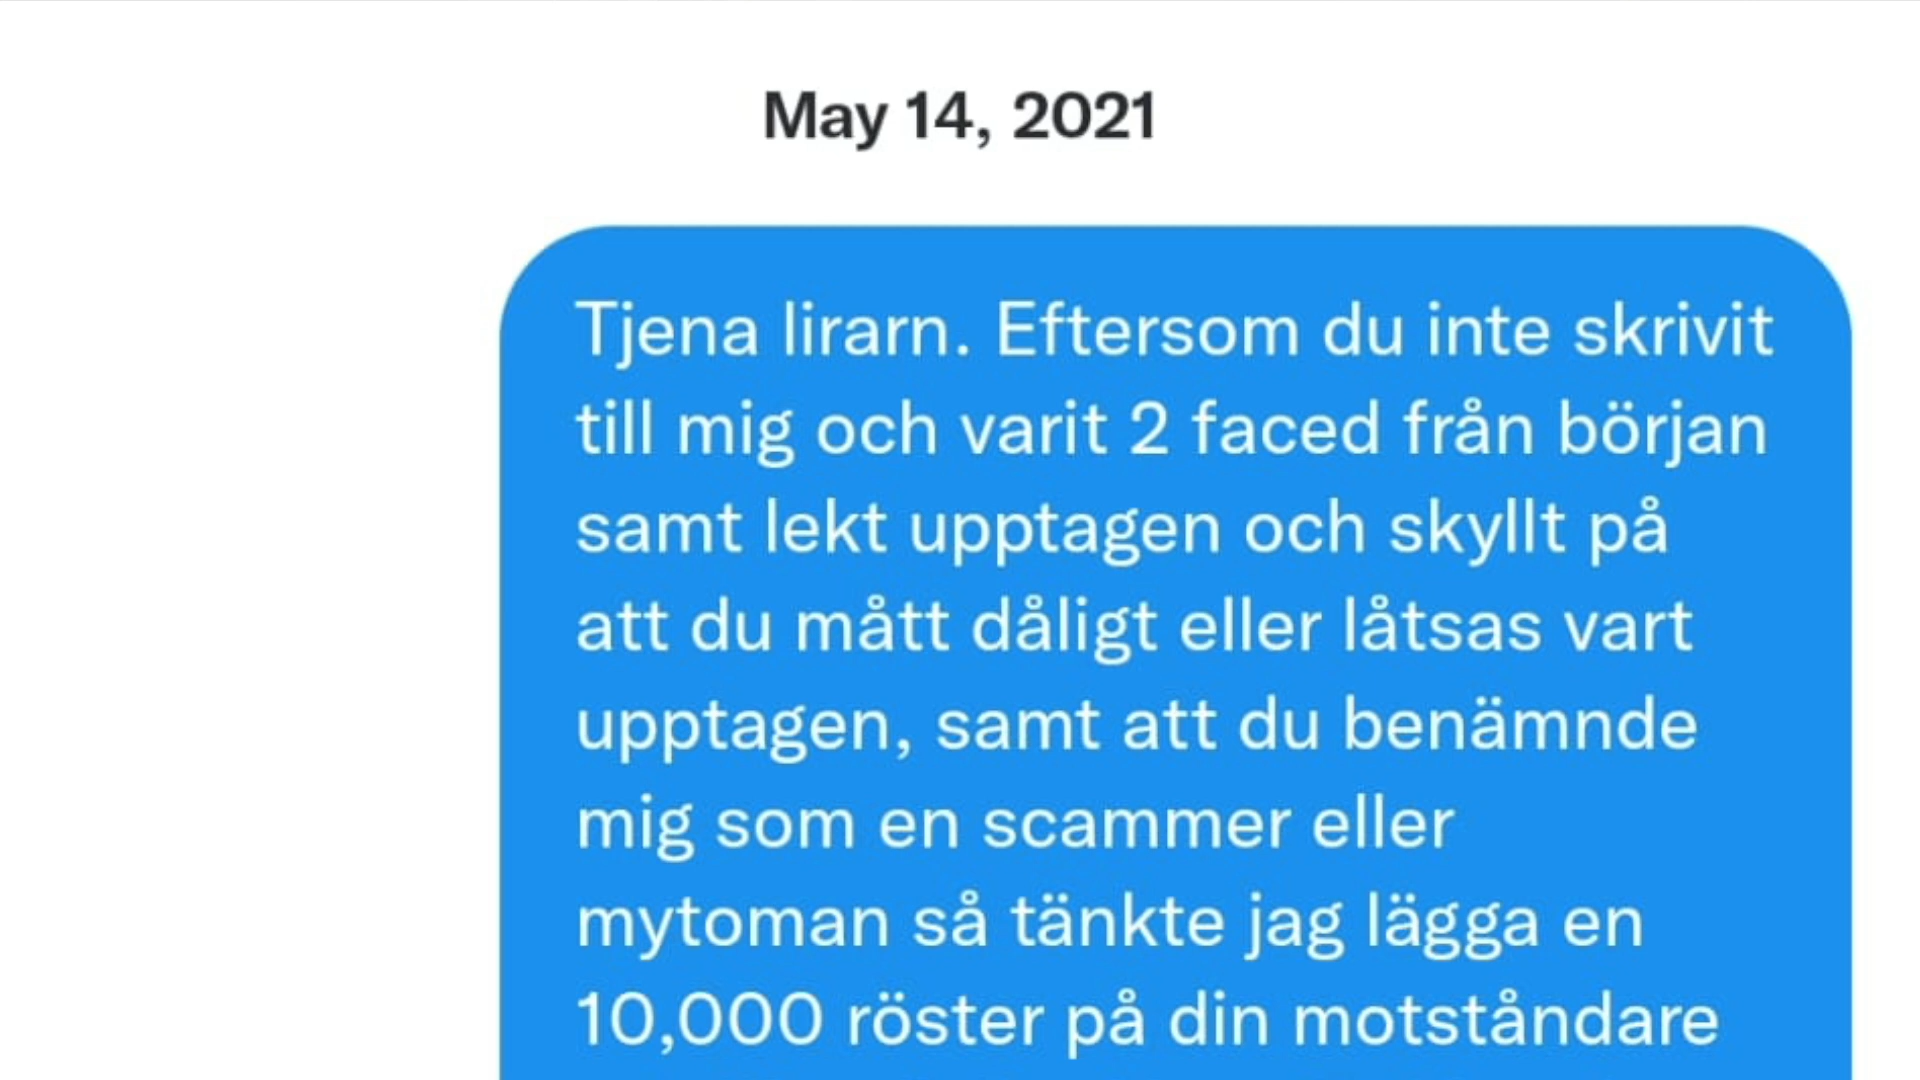 May 14, 2021
Tjena lirarn. Eftersom du inte skrivit
till mig och varit 2 faced från början
samt lekt upptagen och skyllt på
att du mått dåligt eller låtsas vart
upptagen, samt att du benämnde
mig som en scammer eller
mytoman så tänkte jag lägga en
10,000 röster på din motståndare